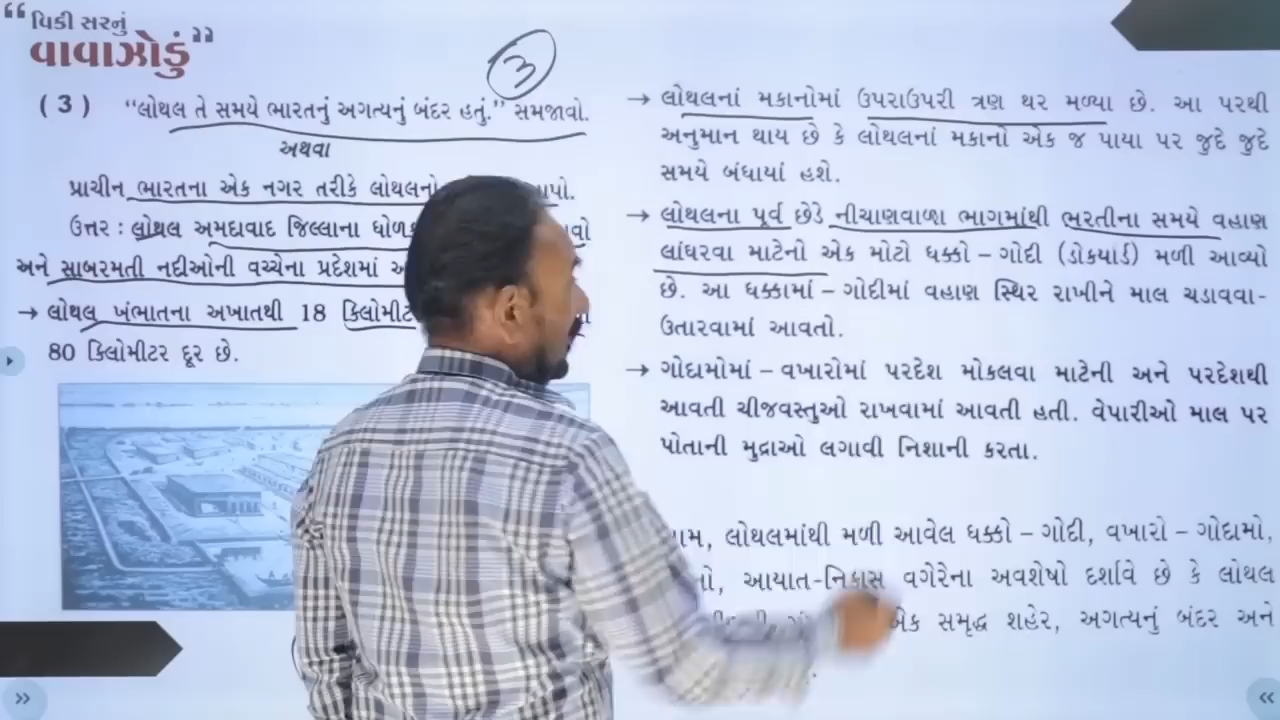 “વિકી સરનું
વાવાઝોડું”
3
( 3 ) “લોથલ તે સમયે ભારતનું અગત્યનું બંદર હતું.” સમજાવો.
અથવા
પ્રાચીન ભારતના એક નગર તરીકે લોથલનો
ઉત્તર : લોથલ અમદાવાદ જિલ્લાના
અને સાબરમતી નદીઓની વચ્ચેના પ્રદેશમાં
→ લોથલ ખંભાતના અખાતથી 18
80 કિલોમીટર દૂર છે.
→ લોથલનાં મકાનોમાં ઉપરાઉપરી ત્રણ થર મળ્યા છે. આ પરથી
અનુમાન થાય છે કે લોથલનાં મકાનો એક જ પાયા પર જુદે જુદે
સમયે બંધાયાં હશે.
→ લોથલના પૂર્વ છેડે નીચાણવાળા ભાગમાંથી ભરતીના સમયે વહાણ
લાંઘરવા માટેનો એક મોટો ધક્કો – ગોદી (ડોકયાર્ડ) મળી આવ્યો
છે. આ ધક્કામાં – ગોદીમાં વહાણ સ્થિર રાખીને માલ ચડાવવા-
ઉતારવામાં આવતો.
→ ગોદામોમાં – વખારોમાં પરદેશ મોકલવા માટેની અને પરદેશથી
આવતી ચીજવસ્તુઓ રાખવામાં આવતી હતી. વેપારીઓ માલ પર
પોતાની મુદ્રાઓ લગાવી નિશાની કરતા.
લોથલમાંથી મળી આવેલ ધક્કો – ગોદી, વખારો – ગોદામો,
આયાત-નિકાસ વગેરેના અવશેષો દર્શાવે છે કે લોથલ
એક સમૃદ્ધ શહેર, અગત્યનું બંદર અને